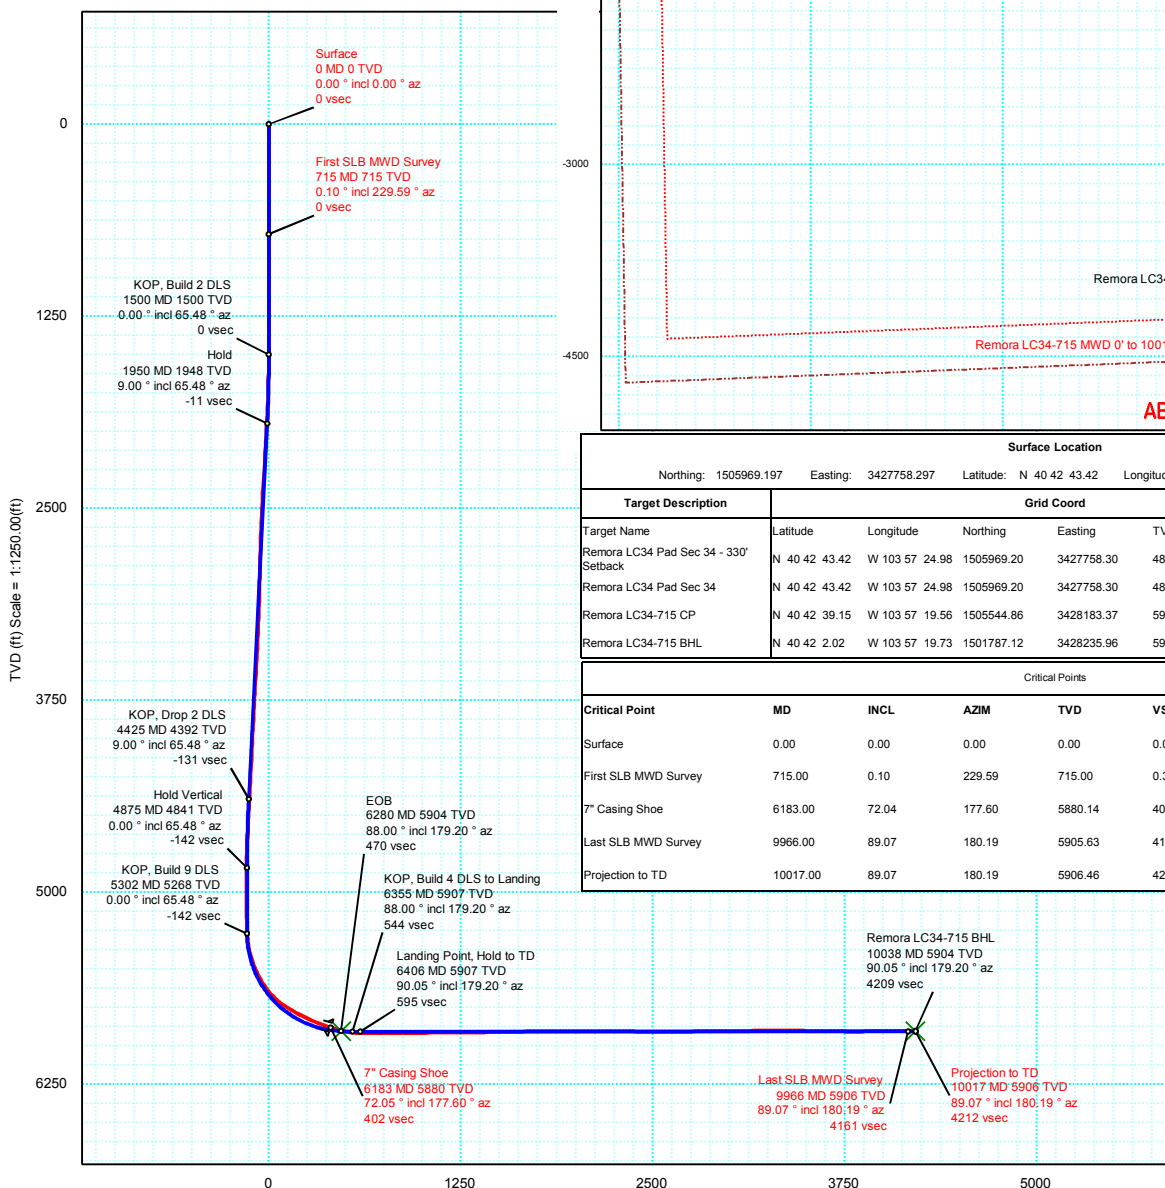 Surface
0 MD 0 TVD
0.00 ° incl 0.00 ° az
0 vsec
0
First SLB MWD Survey
715 MD 715 TVD
0.10 ° incl 229.59 ° az
0 vsec
KOP, Build 2 DLS
1500 MD 1500 TVD
0.00 ° incl 65.48 ° az
0 vsec
1250
Hold
1950 MD 1948 TVD
9.00 ° incl 65.48 ° az
-11 vsec
2500
TVD (ft) Scale = 1:1250.00(ft)
3750
KOP, Drop 2 DLS
4425 MD 4392 TVD
9.00 ° incl 65.48 ° az
-131 vsec
Hold Vertical
4875 MD 4841 TVD
0.00 ° incl 65.48 ° az
-142 vsec
KOP, Build 9 DLS
5302 MD 5268 TVD
0.00 ° incl 65.48 ° az
-142 vsec
5000
EOB
6280 MD 5904 TVD
88.00 ° incl 179.20 ° az
470 vsec
KOP, Build 4 DLS to Landing
6355 MD 5907 TVD
88.00 ° incl 179.20 ° az
544 vsec
Landing Point, Hold to TD
6406 MD 5907 TVD
90.05 ° incl 179.20 ° az
595 vsec
Remora LC34-715 BHL
10038 MD 5904 TVD
90.05 ° incl 179.20 ° az
4209 vsec
6250
7" Casing Shoe
6183 MD 5880 TVD
72.05 ° incl 177.60 ° az
402 vsec
Last SLB MWD Survey
9966 MD 5906 TVD
89.07 ° incl 180.19 ° az
4161 vsec
Projection to TD
10017 MD 5906 TVD
89.07 ° incl 180.19 ° az
4212 vsec
0 1250 2500 3750 5000
-3000
Remora LC34
-4500
Remora LC34-715 MWD 0' to 1001
Surface Location
Northing: 1505969.197 Easting: 3427758.297 Latitude: N 40 42 43.42 Longitud
Target Description Grid Coord
Target Name Latitude Longitude Northing Easting TV
Remora LC34 Pad Sec 34 - 330' Setback N 40 42 43.42 W 103 57 24.98 1505969.20 3427758.30 48
Remora LC34 Pad Sec 34 N 40 42 43.42 W 103 57 24.98 1505969.20 3427758.30 48
Remora LC34-715 CP N 40 42 39.15 W 103 57 19.56 1505544.86 3428183.37 59
Remora LC34-715 BHL N 40 42 2.02 W 103 57 19.73 1501787.12 3428235.96 59
Critical Points
Critical Point MD INCL AZIM TVD VS
Surface 0.00 0.00 0.00 0.00 0.0
First SLB MWD Survey 715.00 0.10 229.59 715.00 0.3
7" Casing Shoe 6183.00 72.04 177.60 5880.14 40
Last SLB MWD Survey 9966.00 89.07 180.19 5905.63 41
Projection to TD 10017.00 89.07 180.19 5906.46 42